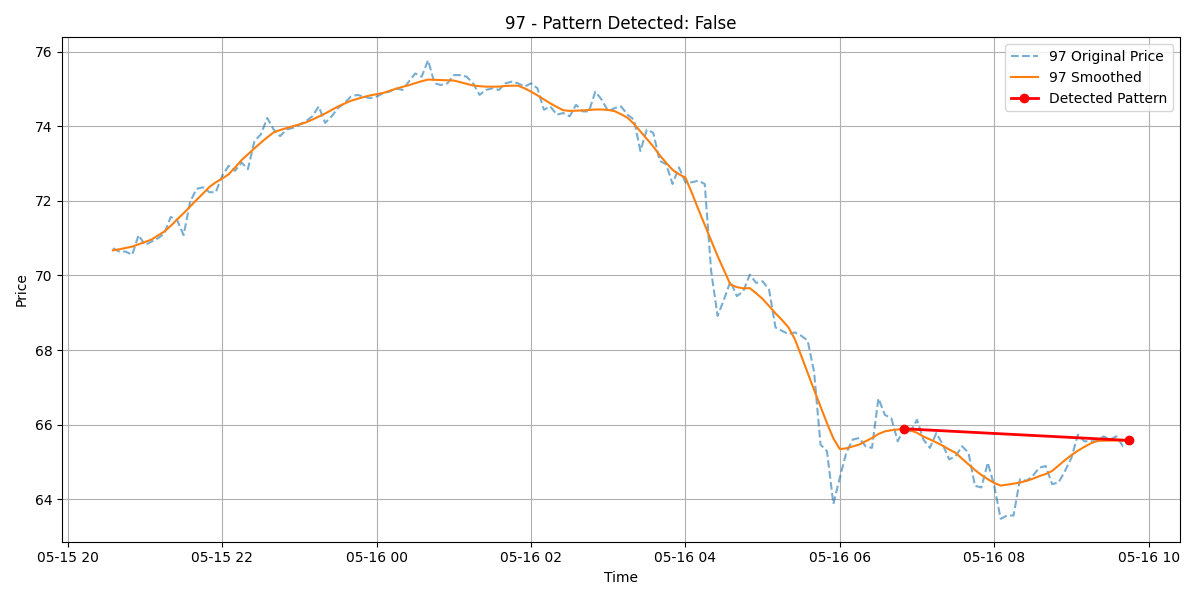 97 - Pattern Detected: False
97 Original Price
97 Smoothed
Detected Pattern
Price
76
74
72
70
68
66
64
05-15 20
05-15 22
05-16 00
05-16 02
05-16 04
05-16 06
05-16 08
05-16 10
Time